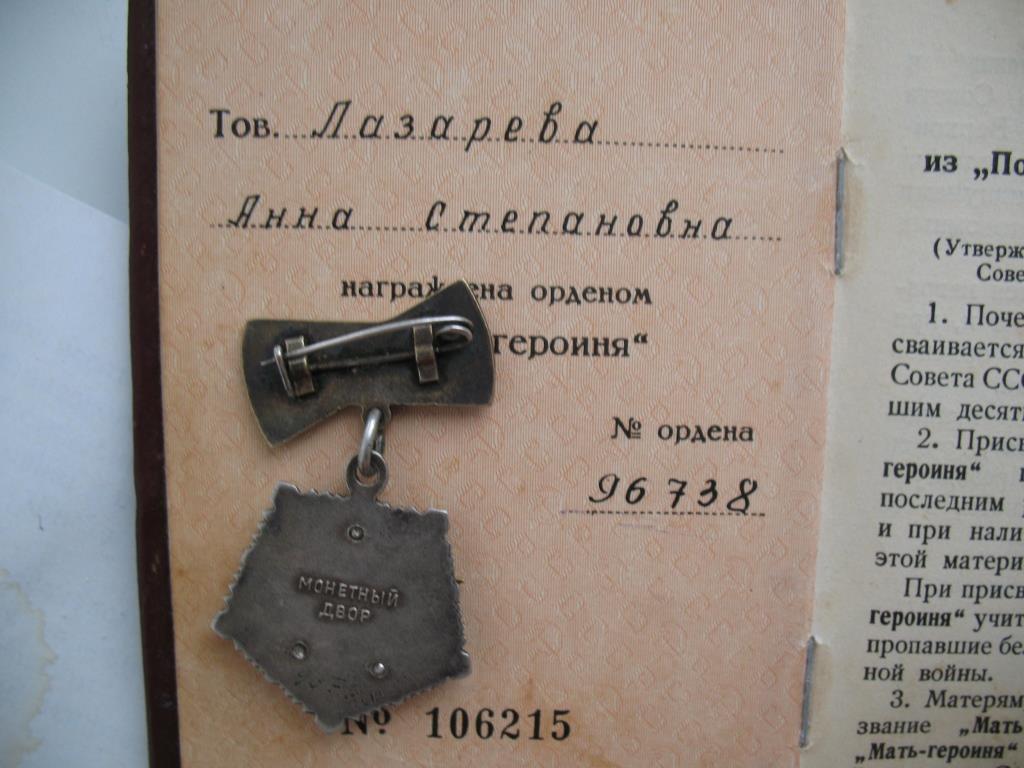 Тов. Лазарева
Анна Степановна
награждена орденом
героиня“
№ ордена
96738
МОНЕТНЫЙ
ДВОР
№ 106215
из „По
(Утверж
Сове
1. Поче
сваивается
Совета ССС
шим десят
2. Присв
героиня“
последним
и при нали
этой матери
При присв
героиня“ учит
пропавшие бе
ной войны.
3. Матерям
звание „Мать-
„Мать-героиня“